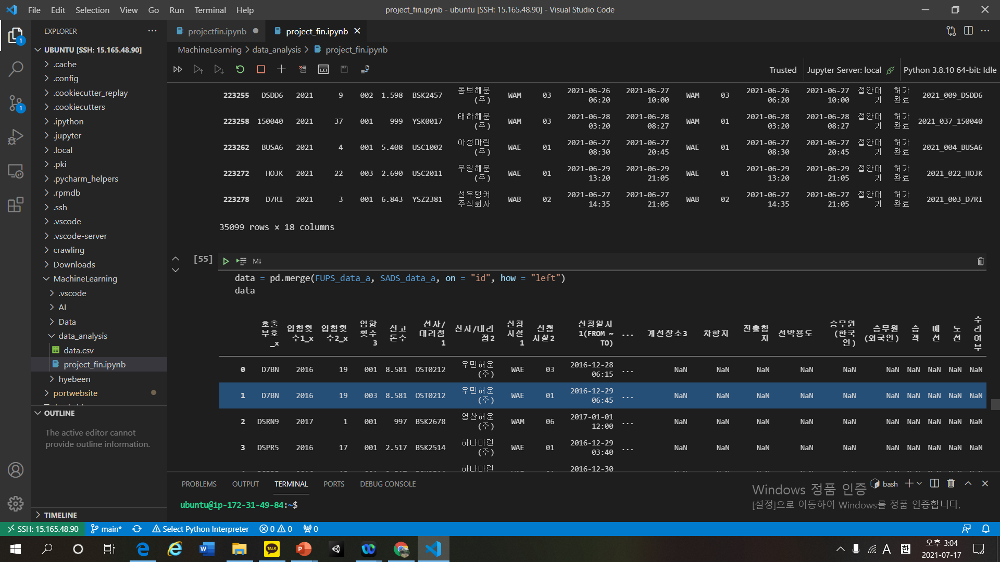 File Edit Selection View Go Run Terminal Help
project_fin.ipynb - ubuntu [SSH: 15.165.48.90] - Visual Studio Code
EXPLORER
projectfin.ipynb
project_fin.ipynb
UBUNTU [SSH: 15.165.48.90]
MachineLearning > data_analysis > project_fin.ipynb
Trusted Jupyter Server: local Python 3.8.10 64-bit: Idle
.cache
.config
.cookiecutter_replay
.cookiecutters
.ipython
.jupyter
.local
.pki
.pycharm_helpers
.rpmdb
.ssh
.vscode
.vscode-server
crawling
Downloads
MachineLearning
.vscode
AI
Data
data_analysis
data.csv
project_fin.ipynb
hyebeen
portwebsite
OUTLINE
The active editor cannot
provide outline information.
TIMELINE
223255 DSDD6 2021 9 002 1.598 BSK2457 동보해운 (주) WAM 03 2021-06-26 06:20 2021-06-27 10:00 WAM 03 2021-06-26 06:20 2021-06-27 10:00 접안대기 허가완료 2021_009_DSDD6
223258 150040 2021 37 001 999 YSK0017 태하해운 (주) WAM 03 2021-06-28 03:20 2021-06-28 08:27 WAM 01 2021-06-28 03:20 2021-06-28 08:27 접안대기 허가완료 2021_037_150040
223262 BUSA6 2021 4 001 5.408 USC1002 아성마린 (주) WAE 01 2021-06-27 08:30 2021-06-27 20:45 WAE 01 2021-06-27 08:30 2021-06-27 20:45 접안대기 허가완료 2021_004_BUSA6
223272 HOJK 2021 22 003 2.690 USC2011 우일해운 (주) WAE 01 2021-06-29 13:20 2021-06-29 21:05 WAE 01 2021-06-29 13:20 2021-06-29 21:05 접안대기 허가완료 2021_022_HOJK
223278 D7RI 2021 3 001 6.843 YSZ2381 선우탱커 주식회사 WAB 02 2021-06-27 14:35 2021-06-27 21:05 WAB 02 2021-06-27 14:35 2021-06-27 21:05 접안대기 허가완료 2021_003_D7RI
35099 rows × 18 columns
[55]
M↓
data = pd.merge(FUPS_data_a, SADS_data_a, on = "id", how = "left")
data
호출부호_x 입항횟수1_x 입항횟수2_x 입항횟수3 신고톤수 선사/대리점1 선사/대리점2 신청시설1 신청시설2 신청일시1(FROM ~ TO) ... 계선장소3 차항지 전출항지 선박용도 승무원(한국인) 승무원(외국인) 승객 예선 도선 수리여부
0 D7BN 2016 19 001 8.581 OST0212 우민해운 (주) WAE 03 2016-12-28 06:15 ... NaN NaN NaN NaN NaN NaN NaN NaN NaN NaN
1 D7BN 2016 19 003 8.581 OST0212 우민해운 (주) WAE 01 2016-12-29 06:45 ... NaN NaN NaN NaN NaN NaN NaN NaN NaN NaN
2 DSRN9 2017 1 001 997 BSK2678 영산해운 (주) WAM 06 2017-01-01 12:00 ... NaN NaN NaN NaN NaN NaN NaN NaN NaN NaN
3 DSPR5 2016 17 001 2.517 BSK2514 하나마린 (주) WAE 01 2016-12-29 03:40 ... NaN NaN NaN NaN NaN NaN NaN NaN NaN NaN
하나마린 2016-12-30
PROBLEMS OUTPUT TERMINAL PORTS DEBUG CONSOLE
bash
ubuntu@ip-172-31-49-84:~$
Windows 정품 인증
[설정]으로 이동하여 Windows를 정품 인증합니다.
SSH: 15.165.48.90 main* Select Python Interpreter 0 0 0
TALK
A 한
오후 3:04
2021-07-17